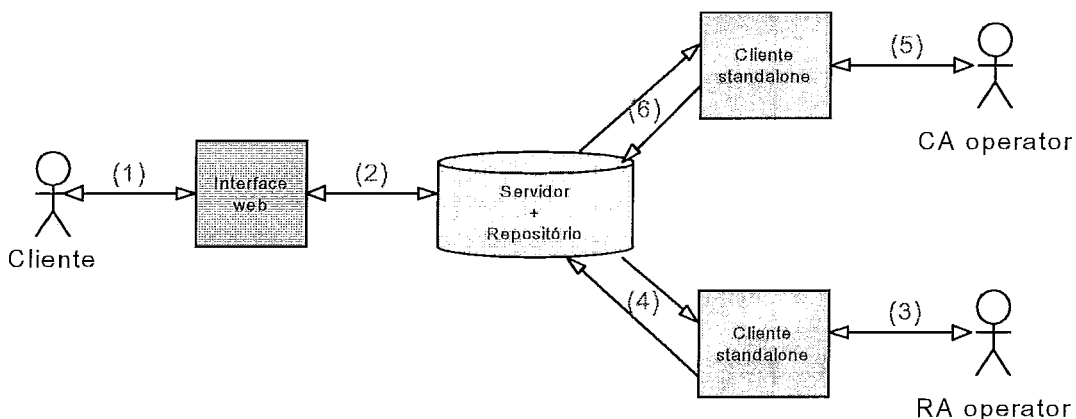 Cliente
standalone
(5)
CA operator
(6)
(1)
Interface
web
(2)
Servidor
+
Repositório
Cliente
(4)
Cliente
standalone
(3)
RA operator